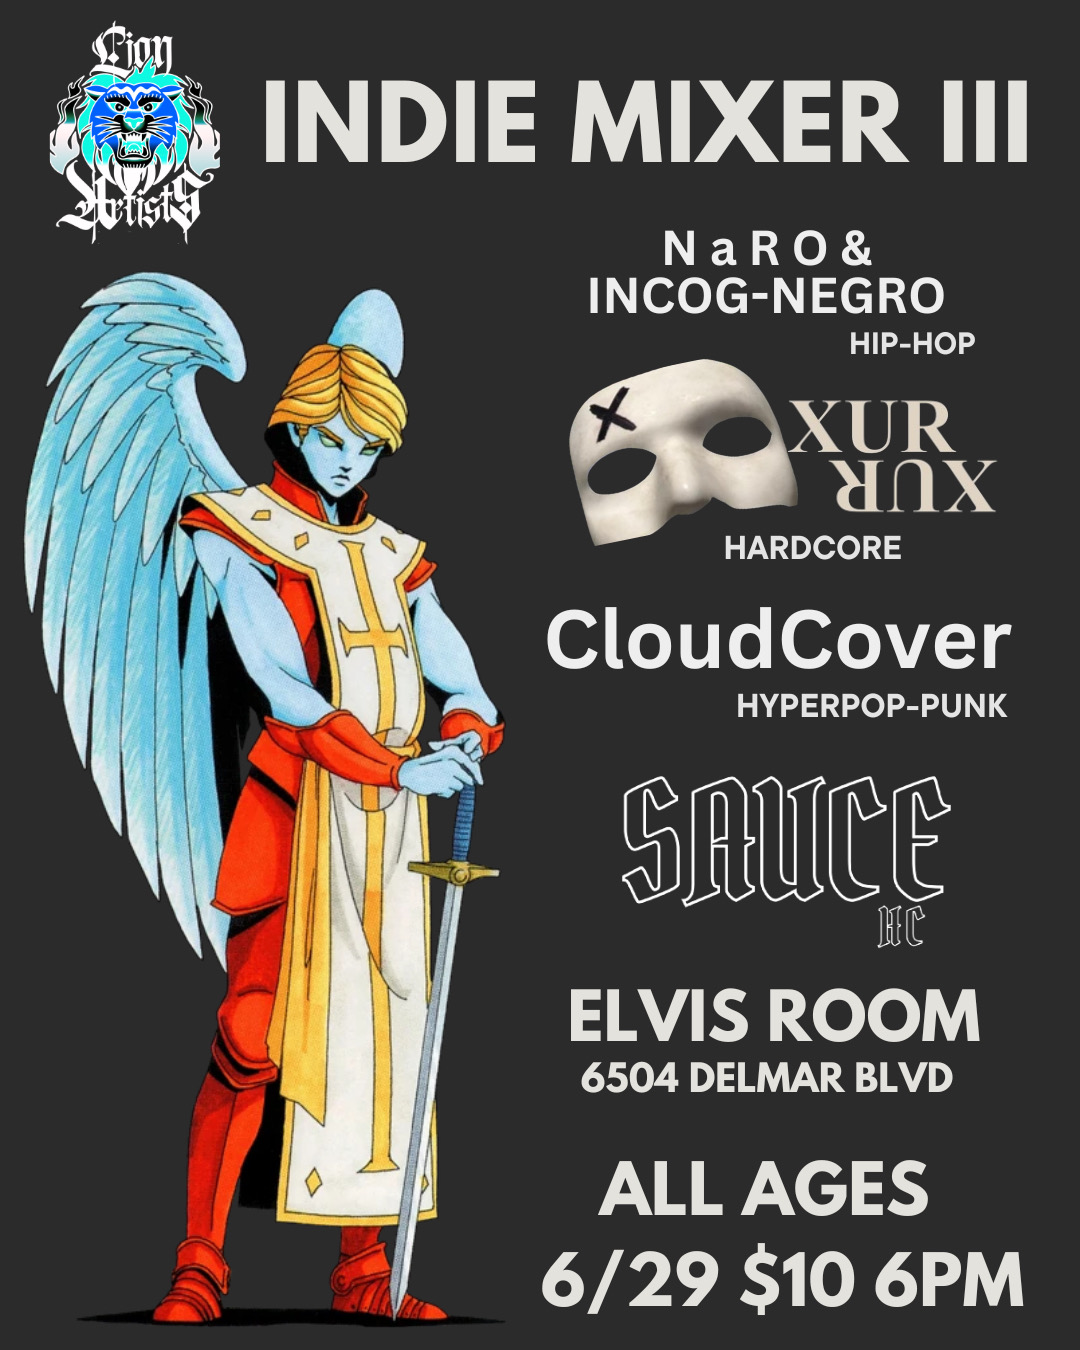 Lion
Artists
INDIE MIXER III
N a R O &
INCOG-NEGRO
HIP-HOP
XUR
XUR
HARDCORE
CloudCover
HYPERPOP-PUNK
SAUCE
HC
ELVIS ROOM
6504 DELMAR BLVD
ALL AGES
6/29 $10 6PM